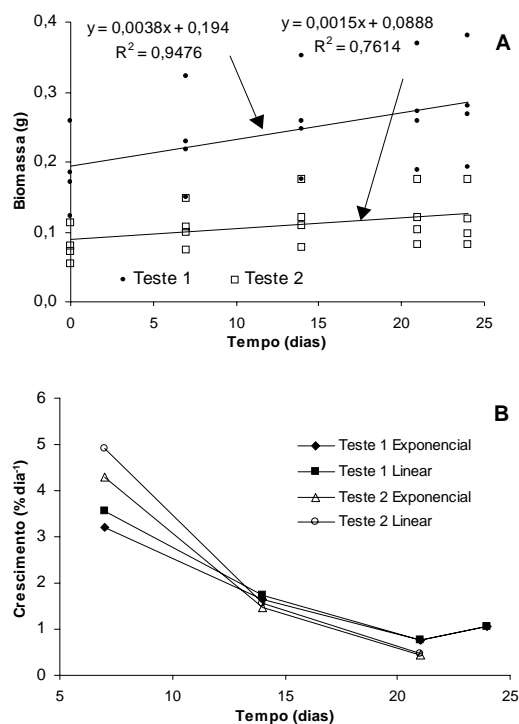 y = 0,0038x + 0,194
R² = 0,9476
y = 0,0015x + 0,0888
R² = 0,7614
A
Biomassa (g)
0,4
0,3
0,2
0,1
0,0
Teste 1
Teste 2
0 5 10 15 20 25
Tempo (dias)
B
Crescimento (% dia⁻¹)
6
5
4
3
2
1
0
Teste 1 Exponencial
Teste 1 Linear
Teste 2 Exponencial
Teste 2 Linear
5 10 15 20 25
Tempo (dias)